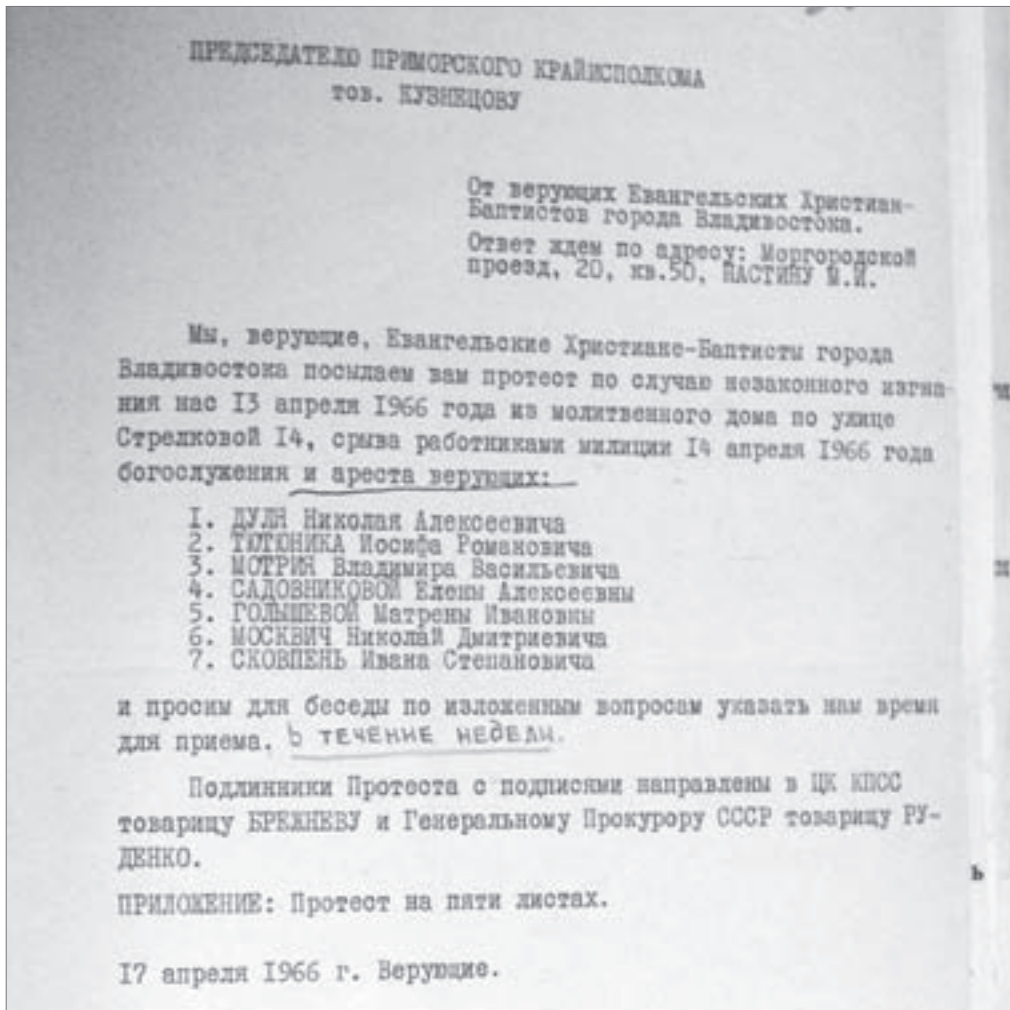 ПРЕДСЕДАТЕЛЮ ПРИМОРСКОГО КРАЙИСПОЛКОМА
тов. КУЗНЕЦОВУ
От верующих Евангельских Христиан-
Баптистов города Владивостока.
Ответ ждем по адресу: Моргородской
проезд, 20, кв.50, ПАСТИНУ М.И.
Мы, верующие, Евангельские Христиане-Баптисты города
Владивостока посылаем вам протест по случаю незаконного изгна-
ния нас I3 апреля I966 года из молитвенного дома по улице
Стрелковой I4, срыва работниками милиции I4 апреля I966 года
богослужения и ареста верующих:
I. ДУЛЯ Николая Алексеевича
2. ТЮТЮНИКА Иосифа Романовича
3. МОТРИЯ Владимира Васильевича
4. САДОВНИКОВОЙ Елены Алексеевны
5. ГОЛЫШЕВОЙ Матрены Ивановны
6. МОСКВИЧ Николай Дмитриевича
7. СКОВПЕНЬ Ивана Степановича
и просим для беседы по изложенным вопросам указать нам время
для приема. В ТЕЧЕНИЕ НЕДЕЛИ.
Подлинники Протеста с подписями направлены в ЦК КПСС
товарищу БРЕЖНЕВУ и Генеральному Прокурору СССР товарищу РУ-
ДЕНКО.
ПРИЛОЖЕНИЕ: Протест на пяти листах.
I7 апреля I966 г. Верующие.